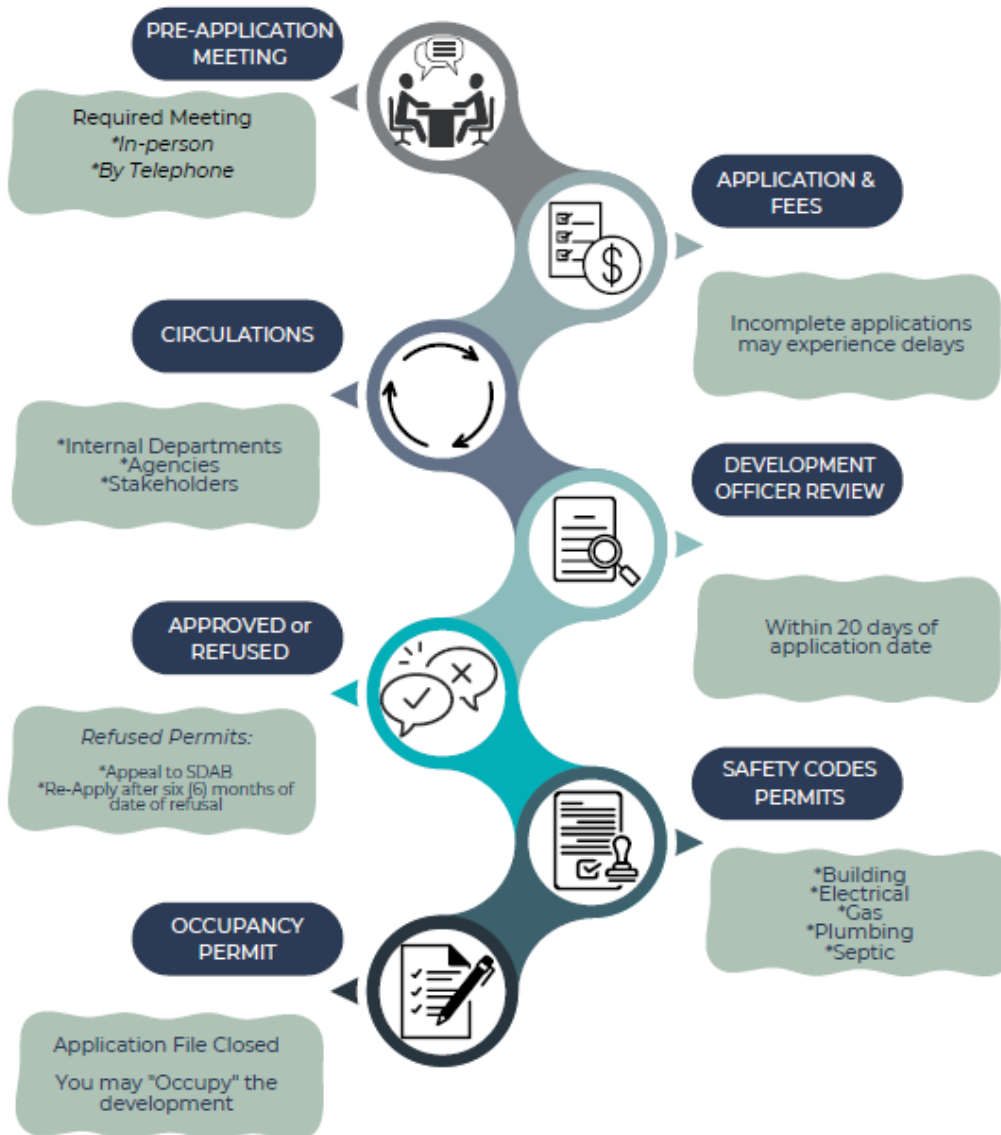 PRE-APPLICATION
MEETING
Required Meeting
*In-person
*By Telephone
APPLICATION &
FEES
$
Incomplete applications
may experience delays
CIRCULATIONS
*Internal Departments
*Agencies
*Stakeholders
DEVELOPMENT
OFFICER REVIEW
Within 20 days of
application date
APPROVED or
REFUSED
Refused Permits:
*Appeal to SDAB
*Re-Apply after six (6) months of
date of refusal
SAFETY CODES
PERMITS
*Building
*Electrical
*Gas
*Plumbing
*Septic
OCCUPANCY
PERMIT
Application File Closed
You may "Occupy" the
development